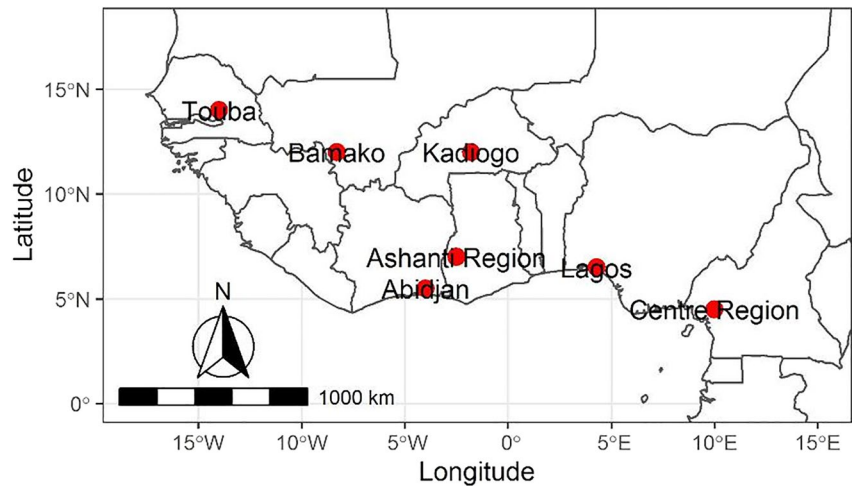 15°N
10°N
5°N
0°
Latitude
Touba
Bamako
Kadiogo
Ashanti Region
Abidjan
Lagos
Centre Region
N
1000 km
15°W
10°W
5°W
0°
5°E
10°E
15°E
Longitude